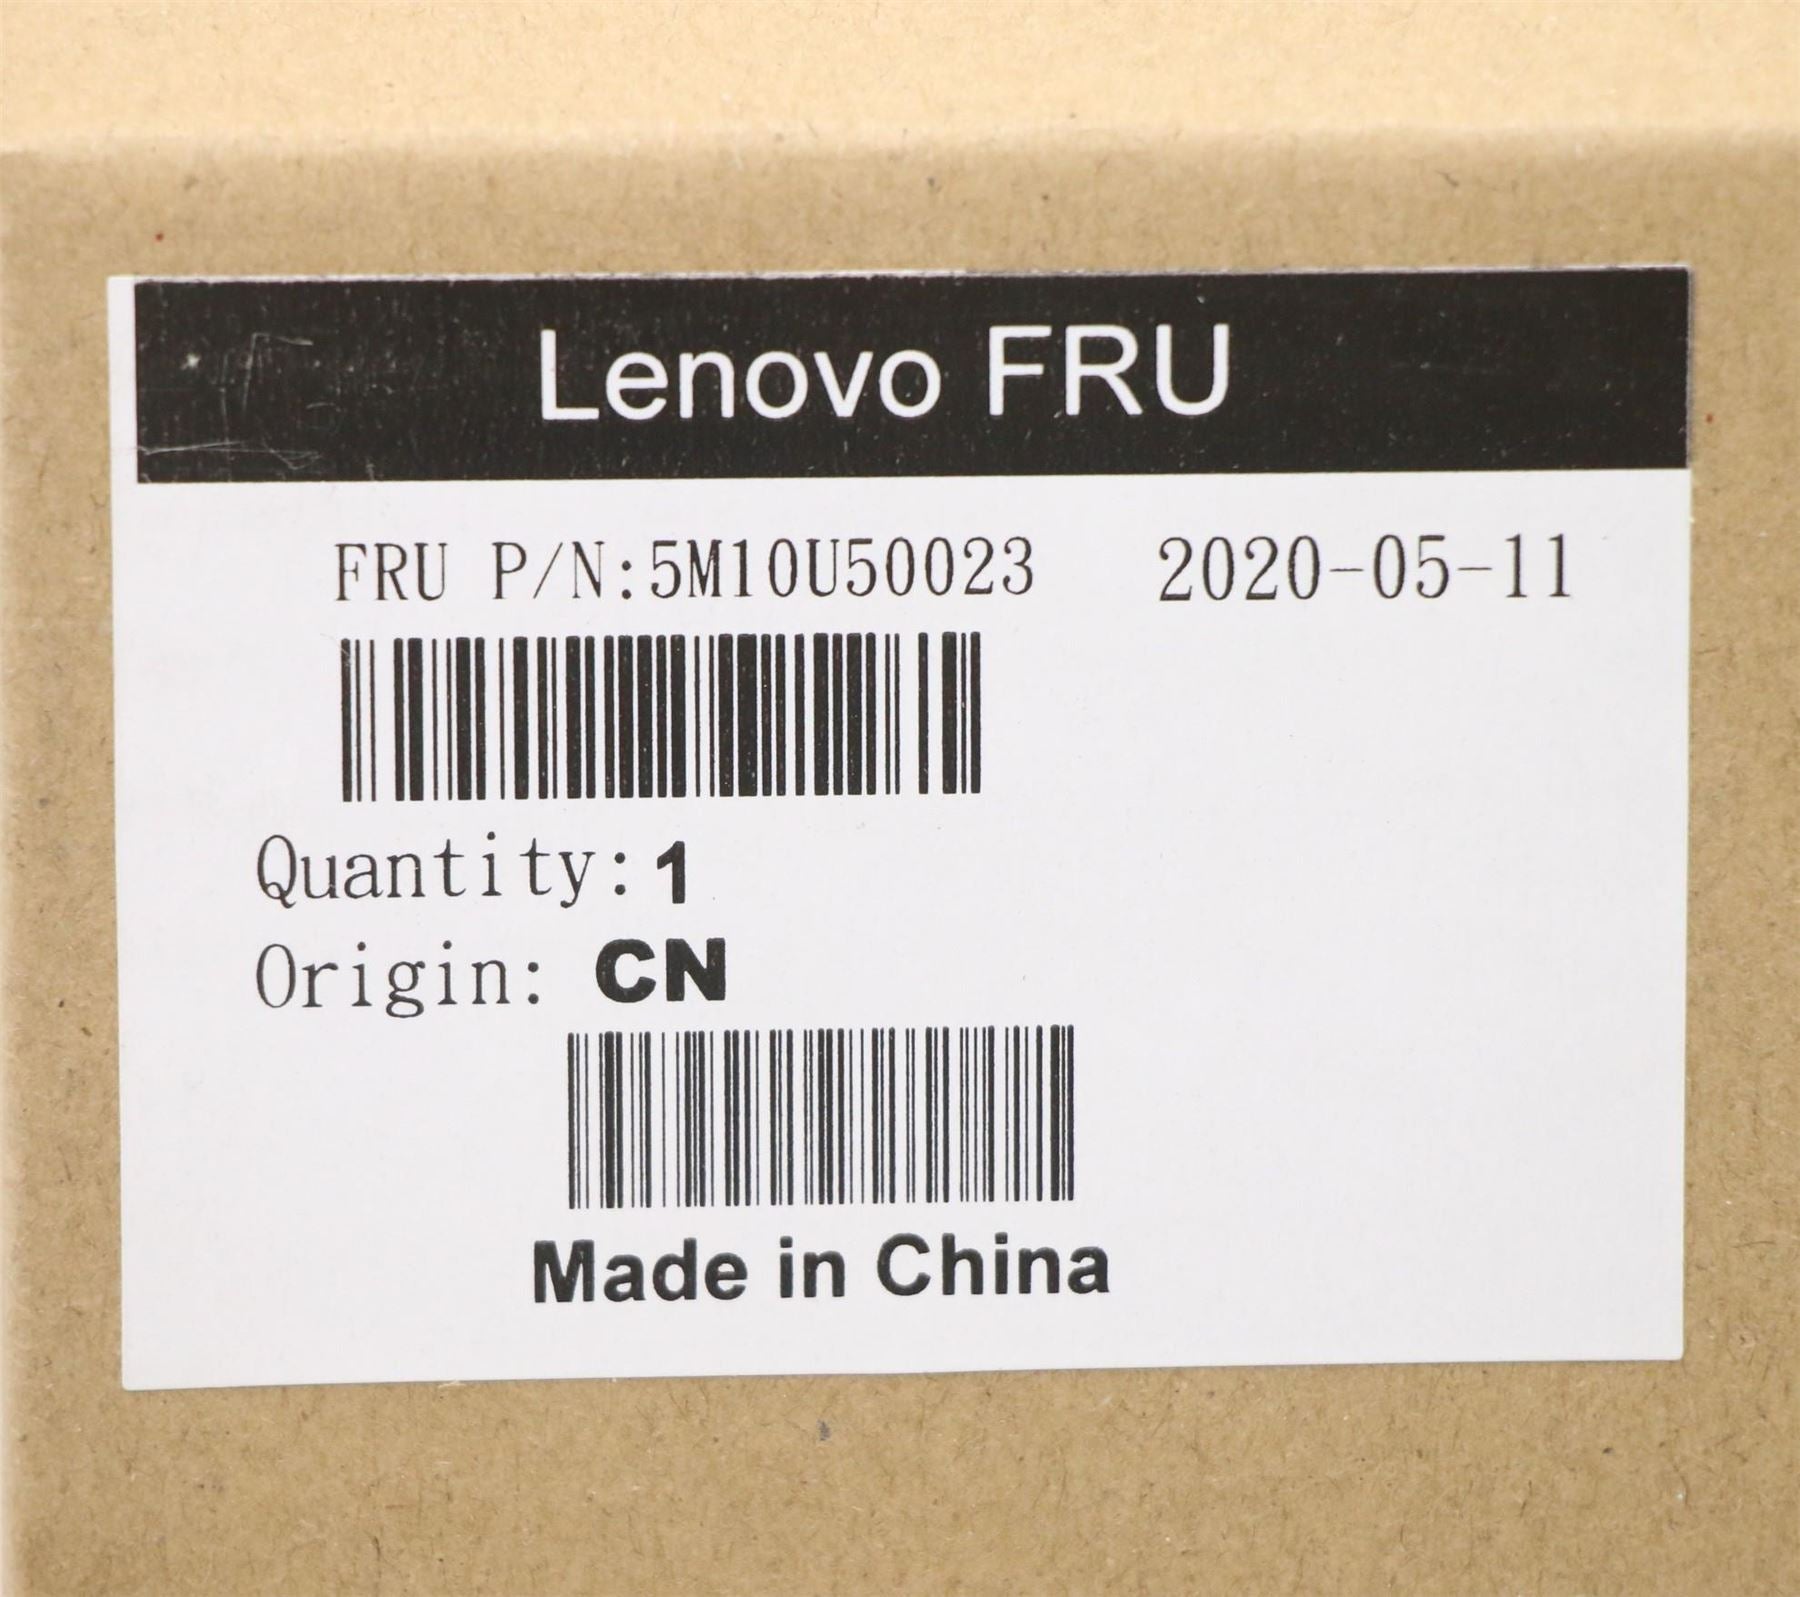 Lenovo FRU
FRU P/N:5M10U50023 2020-05-11
Quantity:1
Origin: CN
Made in China